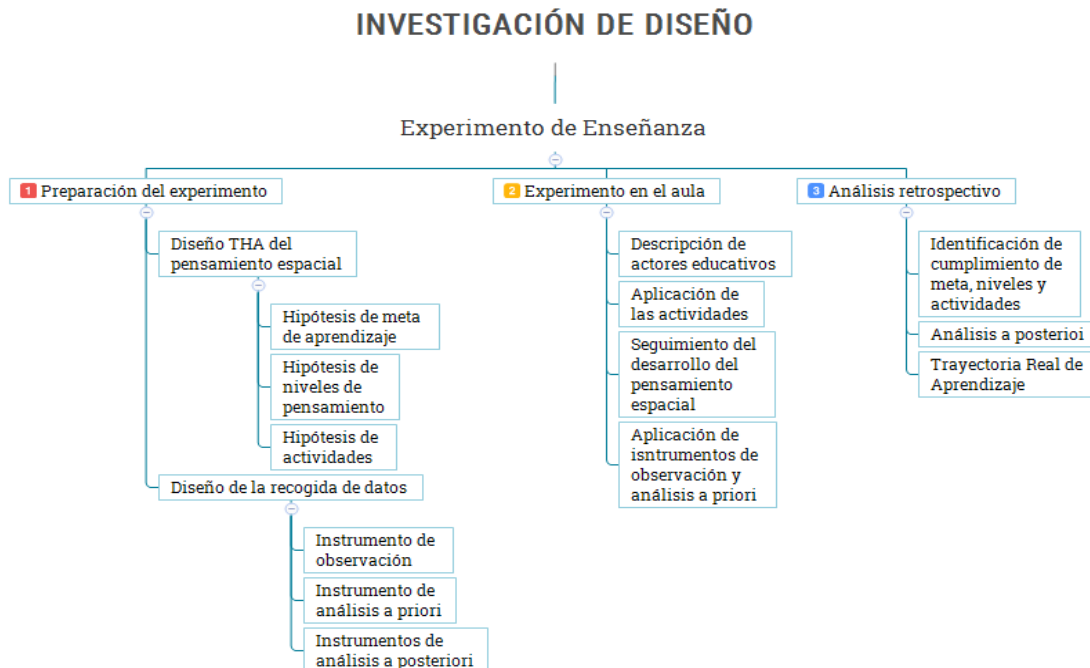 INVESTIGACIÓN DE DISEÑO
Experimento de Enseñanza
1 Preparación del experimento
Diseño THA del
pensamiento espacial
Hipótesis de meta
de aprendizaje
Hipótesis de
niveles de
pensamiento
Hipótesis de
actividades
Diseño de la recogida de datos
Instrumento de
observación
Instrumento de
análisis a priori
Instrumentos de
análisis a posteriori
2 Experimento en el aula
Descripción de
actores educativos
Aplicación de
las actividades
Seguimiento del
desarrollo del
pensamiento
espacial
Aplicación de
isntrumentos de
observación y
análisis a priori
3 Análisis retrospectivo
Identificación de
cumplimiento de
meta, niveles y
actividades
Análisis a posterioi
Trayectoria Real de
Aprendizaje